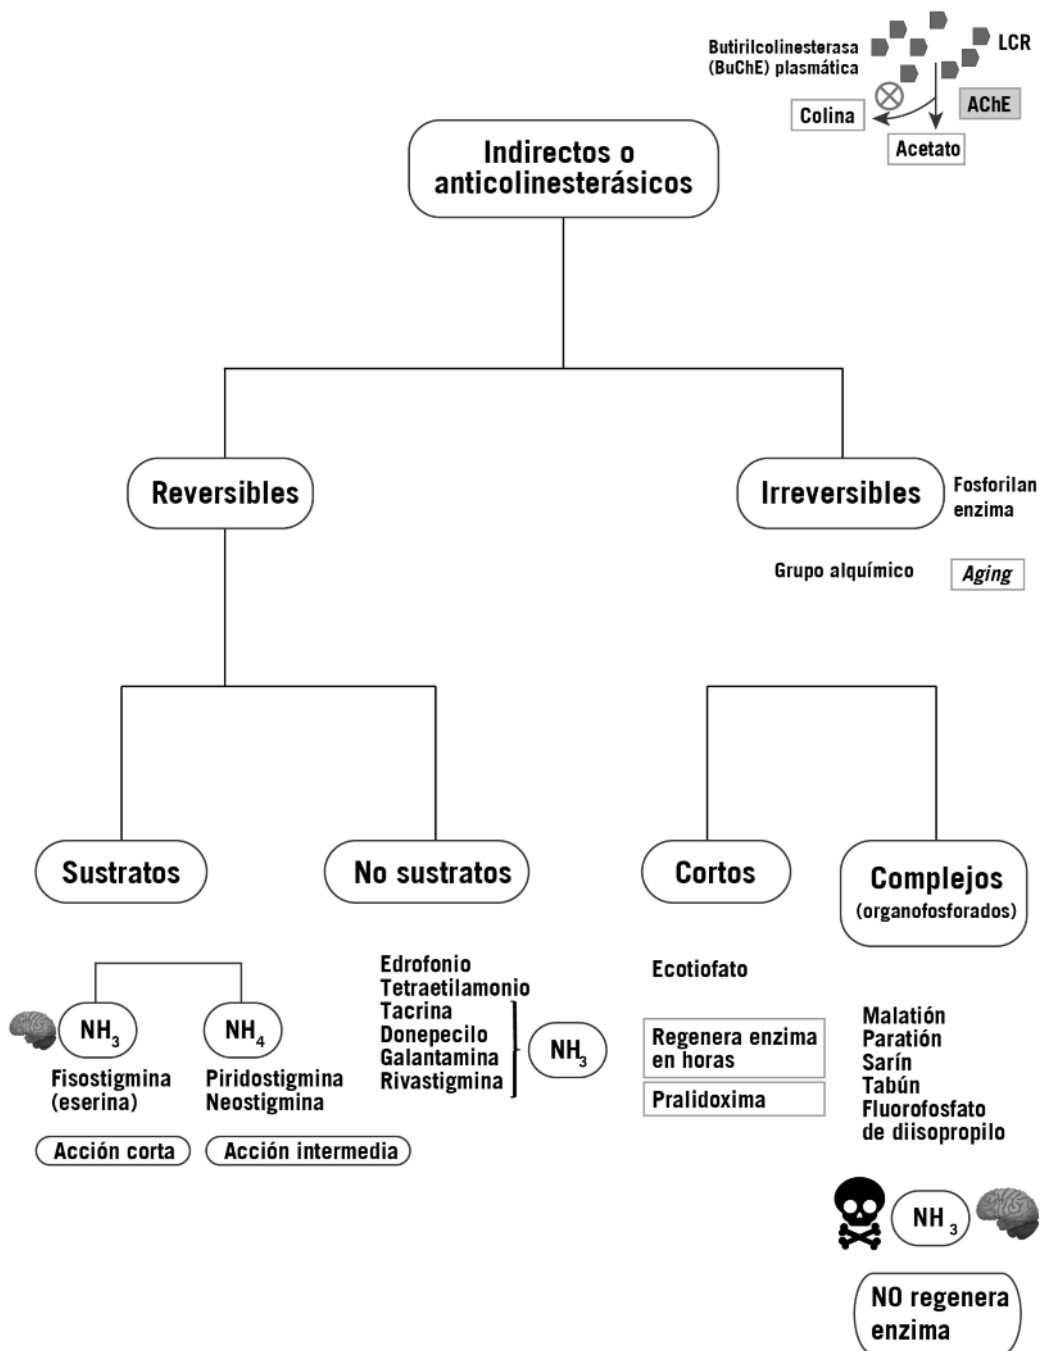 Butirilcolinesterasa
(BuChE) plasmática
LCR
Colina
AChE
Acetato
Indirectos o
anticolinesterásicos
Reversibles
Irreversibles
Fosforilan
enzima
Grupo alquímico
Aging
Sustratos
No sustratos
Cortos
Complejos
(organofosforados)
NH3
Fisostigmina
(eserina)
Acción corta
NH4
Piridostigmina
Neostigmina
Acción intermedia
Edrofonio
Tetraetilamonio
Tacrina
Donepecilo
Galantamina
Rivastigmina
NH3
Ecotiofato
Regenera enzima
en horas
Pralidoxima
Malatión
Paratión
Sarín
Tabún
Fluorofosfato
de diisopropilo
NH3
NO regenera
enzima